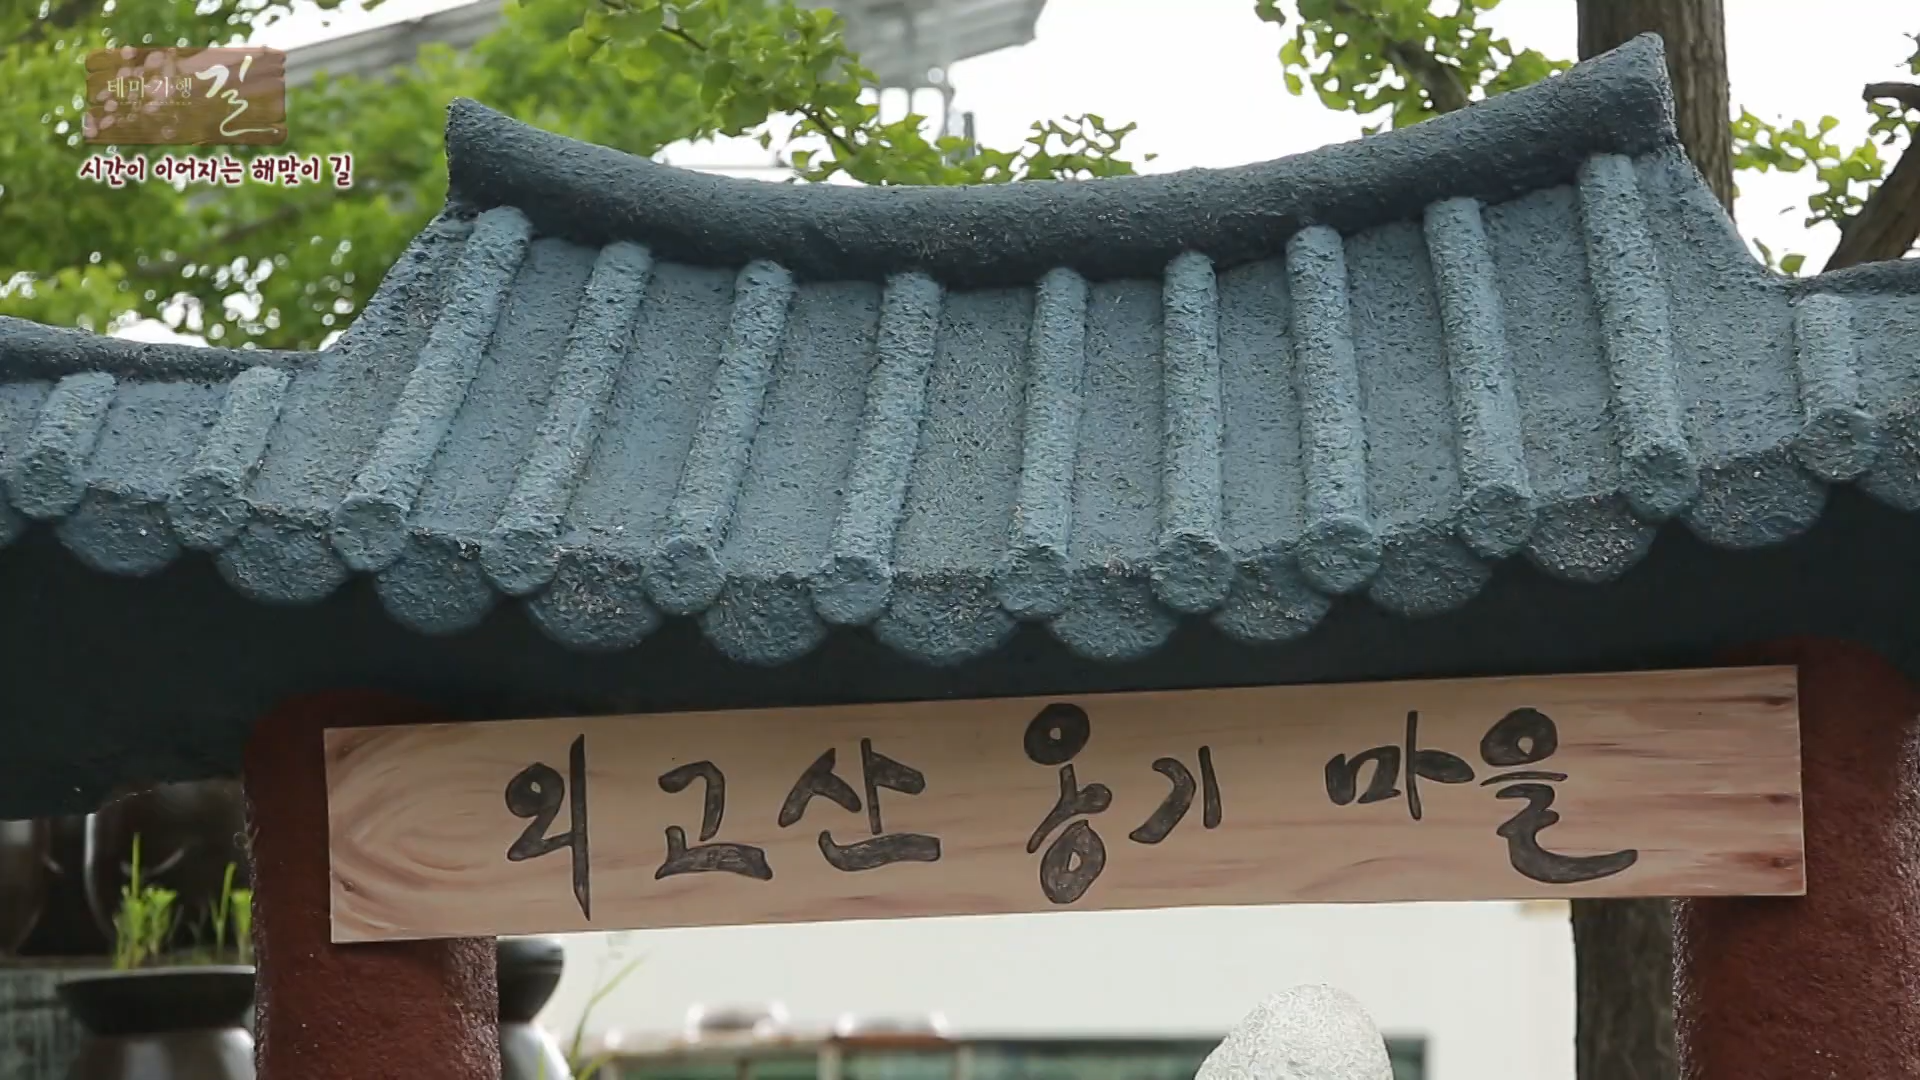 테마기행 길
시간이 이어지는 해맞이 길
외고산 옹기 마을